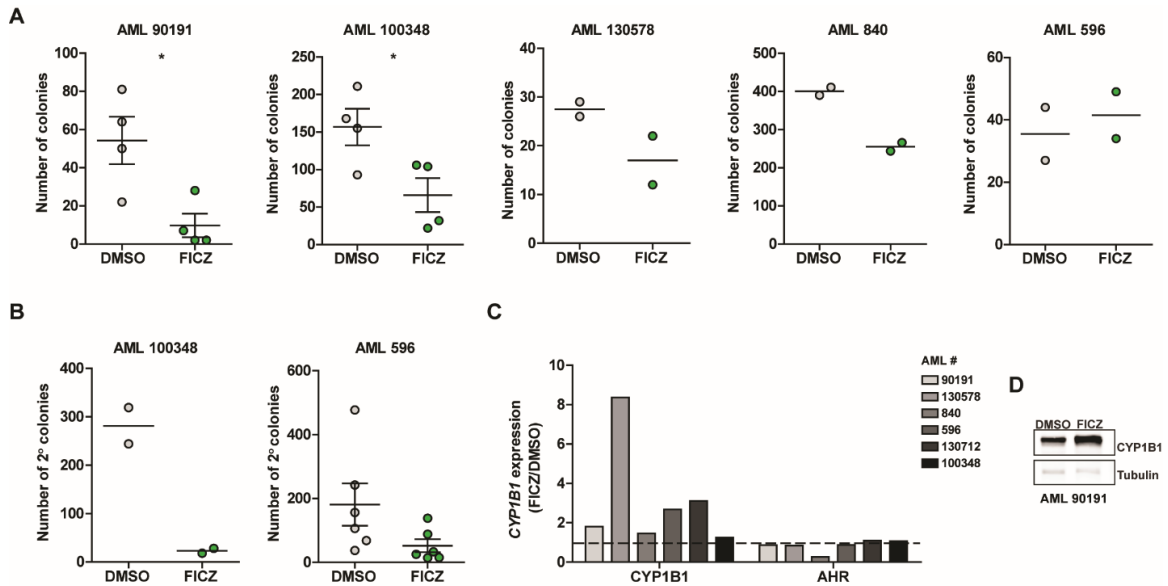 A
AML 90191
Number of colonies
100
80
60
40
20
0
*
DMSO
FICZ
AML 100348
Number of colonies
250
200
150
100
50
0
*
DMSO
FICZ
AML 130578
Number of colonies
40
30
20
10
0
DMSO
FICZ
AML 840
Number of colonies
500
400
300
200
100
0
DMSO
FICZ
AML 596
Number of colonies
60
40
20
0
DMSO
FICZ
B
AML 100348
Number of 2° colonies
400
300
200
100
0
DMSO
FICZ
AML 596
Number of 2° colonies
600
400
200
0
DMSO
FICZ
C
CYP1B1 expression
(FICZ/DMSO)
10
8
6
4
2
0
CYP1B1
AHR
AML #
90191
130578
840
596
130712
100348
D
DMSO FICZ
CYP1B1
Tubulin
AML 90191